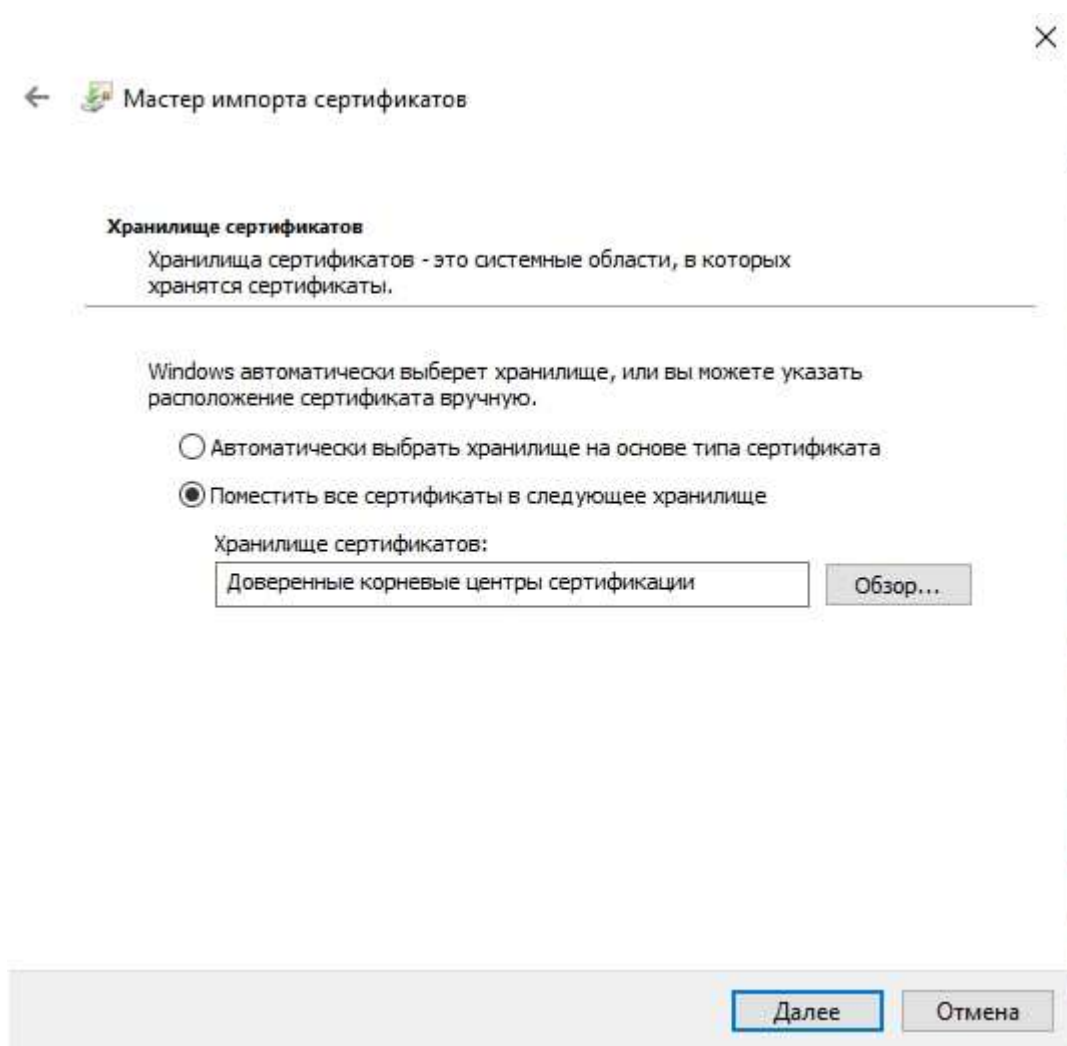 Мастер импорта сертификатов
Хранилище сертификатов
Хранилища сертификатов - это системные области, в которых
хранятся сертификаты.
Windows автоматически выберет хранилище, или вы можете указать
расположение сертификата вручную.
Автоматически выбрать хранилище на основе типа сертификата
Поместить все сертификаты в следующее хранилище
Хранилище сертификатов:
Доверенные корневые центры сертификации
Обзор...
Далее
Отмена